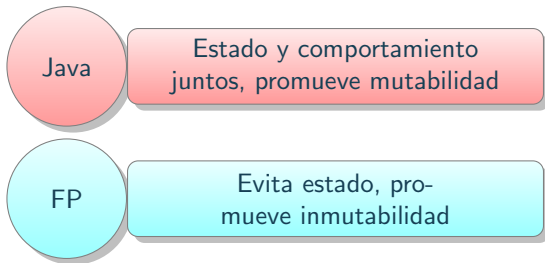 Java
Estado y comportamiento
juntos, promueve mutabilidad
FP
Evita estado, pro-
mueve inmutabilidad